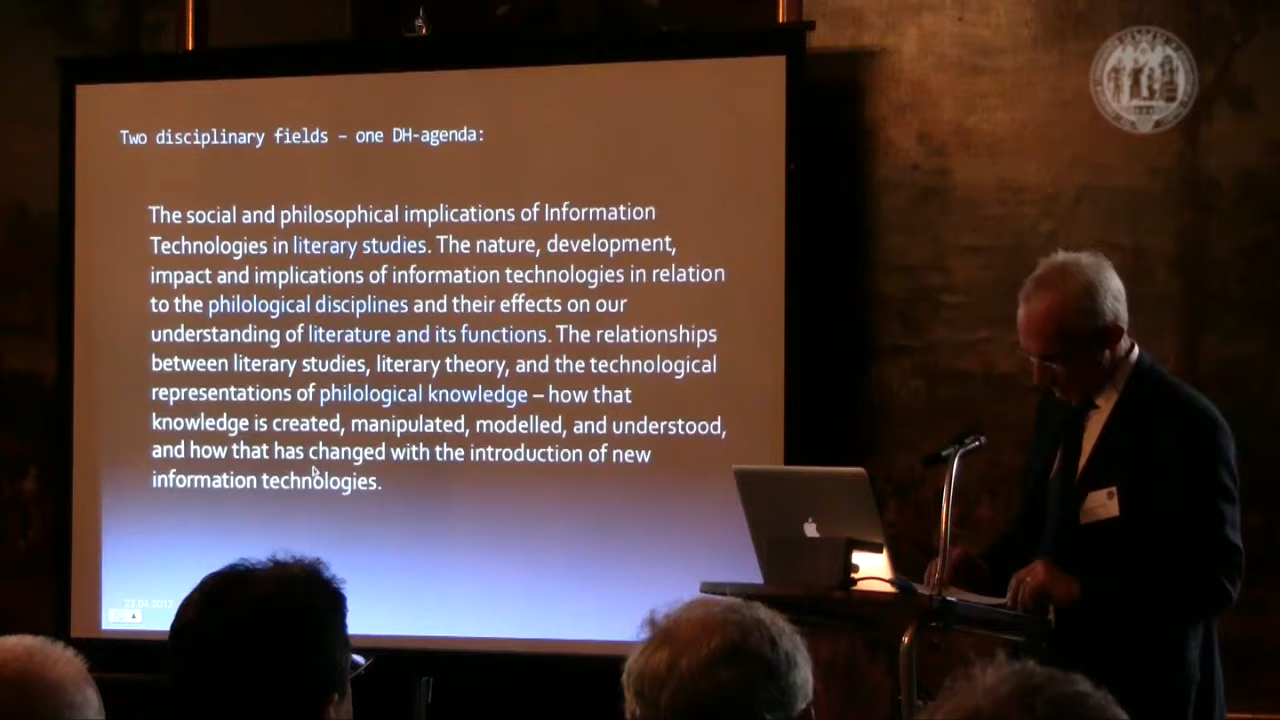 Two disciplinary fields – one DH-agenda:
The social and philosophical implications of Information
Technologies in literary studies. The nature, development,
impact and implications of information technologies in relation
to the philological disciplines and their effects on our
understanding of literature and its functions. The relationships
between literary studies, literary theory, and the technological
representations of philological knowledge – how that
knowledge is created, manipulated, modelled, and understood,
and how that has changed with the introduction of new
information technologies.
23.04.2012